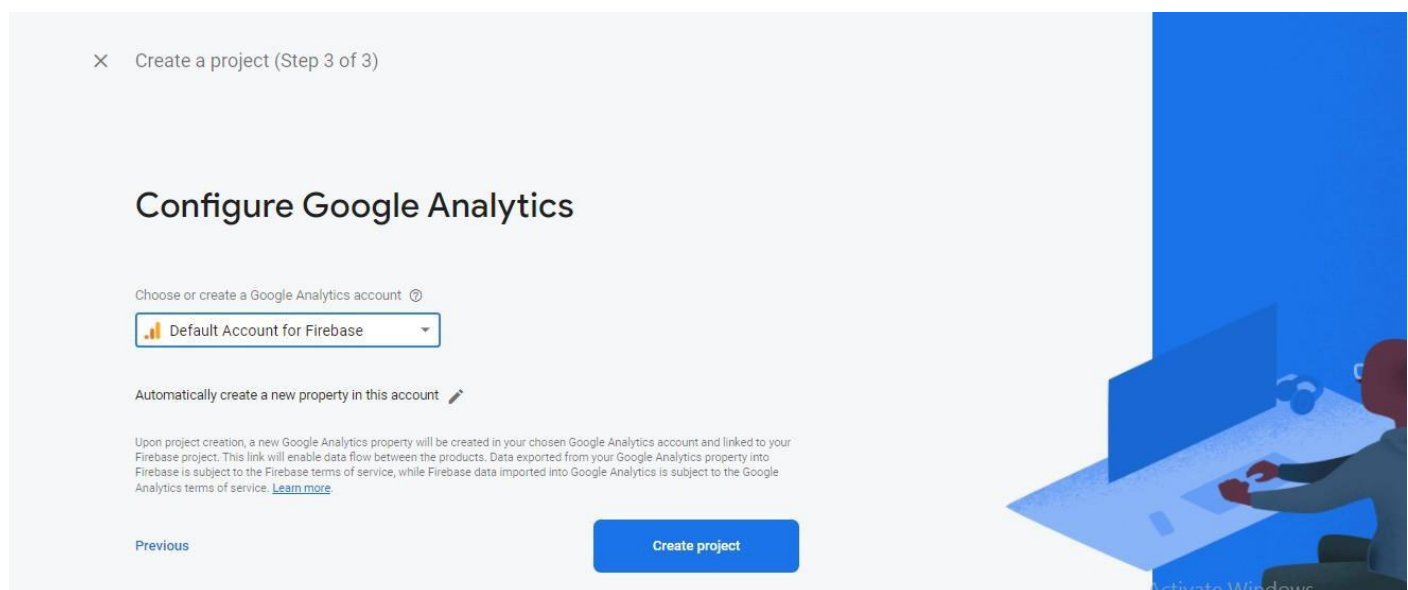 Create a project (Step 3 of 3)
Configure Google Analytics
Choose or create a Google Analytics account
Default Account for Firebase
Automatically create a new property in this account
Upon project creation, a new Google Analytics property will be created in your chosen Google Analytics account and linked to your
Firebase project. This link will enable data flow between the products. Data exported from your Google Analytics property into
Firebase is subject to the Firebase terms of service, while Firebase data imported into Google Analytics is subject to the Google
Analytics terms of service. Learn more.
Previous
Create project
Activate Windows